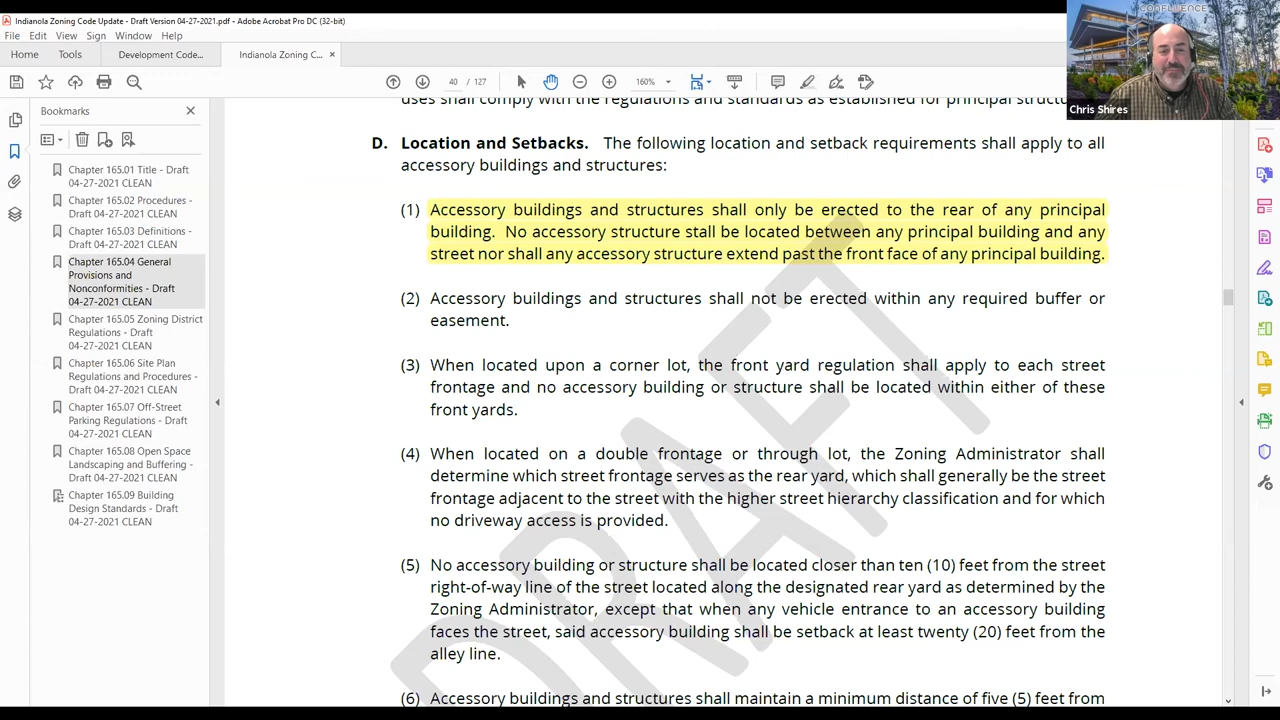 Indianola Zoning Code Update - Draft Version 04-27-2021.pdf - Adobe Acrobat Pro DC (32-bit)
File Edit View Sign Window Help
Home Tools Development Code... Indianola Zoning C... ×
40 / 127 160%
CONFLUENCE
Chris Shires
Bookmarks
Chapter 165.01 Title - Draft
04-27-2021 CLEAN
Chapter 165.02 Procedures -
Draft 04-27-2021 CLEAN
Chapter 165.03 Definitions -
Draft 04-27-2021 CLEAN
Chapter 165.04 General
Provisions and
Nonconformities - Draft
04-27-2021 CLEAN
Chapter 165.05 Zoning District
Regulations - Draft
04-27-2021 CLEAN
Chapter 165.06 Site Plan
Regulations and Procedures -
Draft 04-27-2021 CLEAN
Chapter 165.07 Off-Street
Parking Regulations - Draft
04-27-2021 CLEAN
Chapter 165.08 Open Space
Landscaping and Buffering -
Draft 04-27-2021 CLEAN
Chapter 165.09 Building
Design Standards - Draft
04-27-2021 CLEAN
uses shall comply with the regulations and standards as established for principal struct
D. Location and Setbacks. The following location and setback requirements shall apply to all
accessory buildings and structures:
(1) Accessory buildings and structures shall only be erected to the rear of any principal
building. No accessory structure stall be located between any principal building and any
street nor shall any accessory structure extend past the front face of any principal building.
(2) Accessory buildings and structures shall not be erected within any required buffer or
easement.
(3) When located upon a corner lot, the front yard regulation shall apply to each street
frontage and no accessory building or structure shall be located within either of these
front yards.
(4) When located on a double frontage or through lot, the Zoning Administrator shall
determine which street frontage serves as the rear yard, which shall generally be the street
frontage adjacent to the street with the higher street hierarchy classification and for which
no driveway access is provided.
(5) No accessory building or structure shall be located closer than ten (10) feet from the street
right-of-way line of the street located along the designated rear yard as determined by the
Zoning Administrator, except that when any vehicle entrance to an accessory building
faces the street, said accessory building shall be setback at least twenty (20) feet from the
alley line.
(6) Accessory buildings and structures shall maintain a minimum distance of five (5) feet from
DRAFT